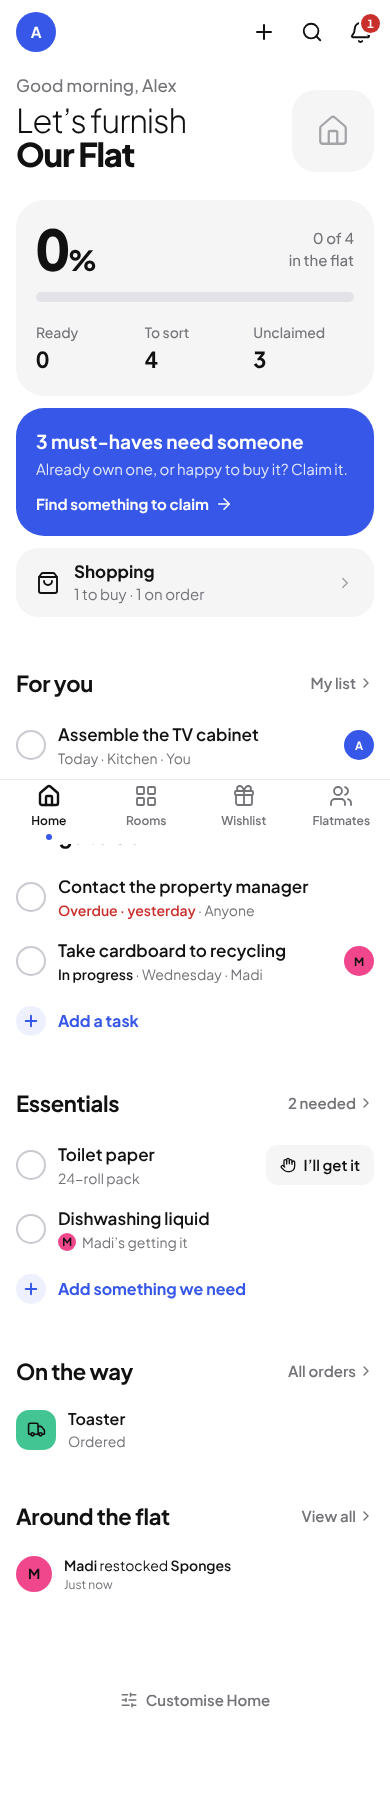 A
1
Good morning, Alex
Let’s furnish
Our Flat
0%
0 of 4
in the flat
Ready
To sort
Unclaimed
0
4
3
3 must-haves need someone
Already own one, or happy to buy it? Claim it.
Find something to claim
Shopping
1 to buy · 1 on order
For you
My list
Assemble the TV cabinet
Today · Kitchen · You
A
Home
Rooms
Wishlist
Flatmates
Contact the property manager
Overdue · yesterday · Anyone
Take cardboard to recycling
In progress · Wednesday · Madi
M
Add a task
Essentials
2 needed
Toilet paper
24–roll pack
I’ll get it
Dishwashing liquid
M Madi’s getting it
Add something we need
On the way
All orders
Toaster
Ordered
Around the flat
View all
M
Madi restocked Sponges
Just now
Customise Home